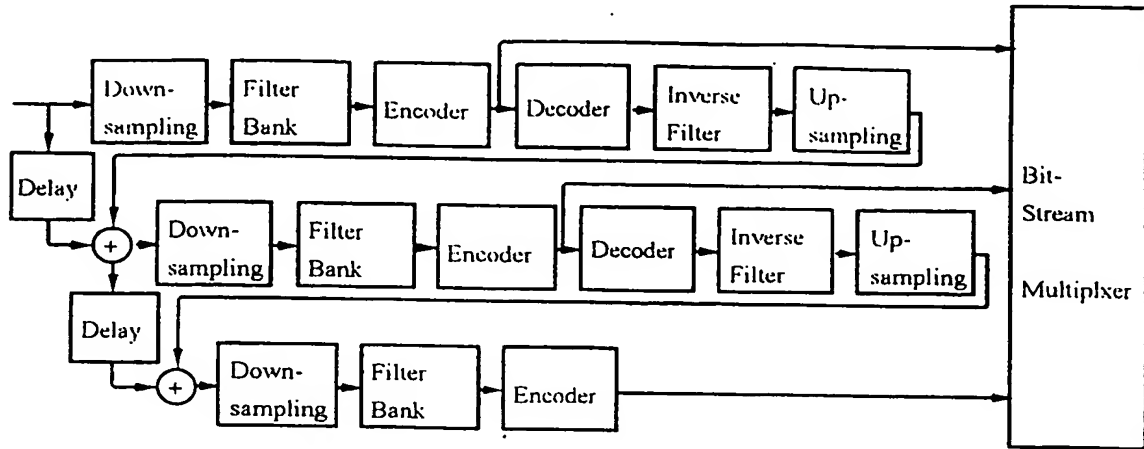 Down-
sampling
Filter
Bank
Encoder
Decoder
Inverse
Filter
Up-
sampling
Delay
+
Down-
sampling
Filter
Bank
Encoder
Decoder
Inverse
Filter
Up-
sampling
Delay
+
Down-
sampling
Filter
Bank
Encoder
Bit-
Stream
Multiplxer